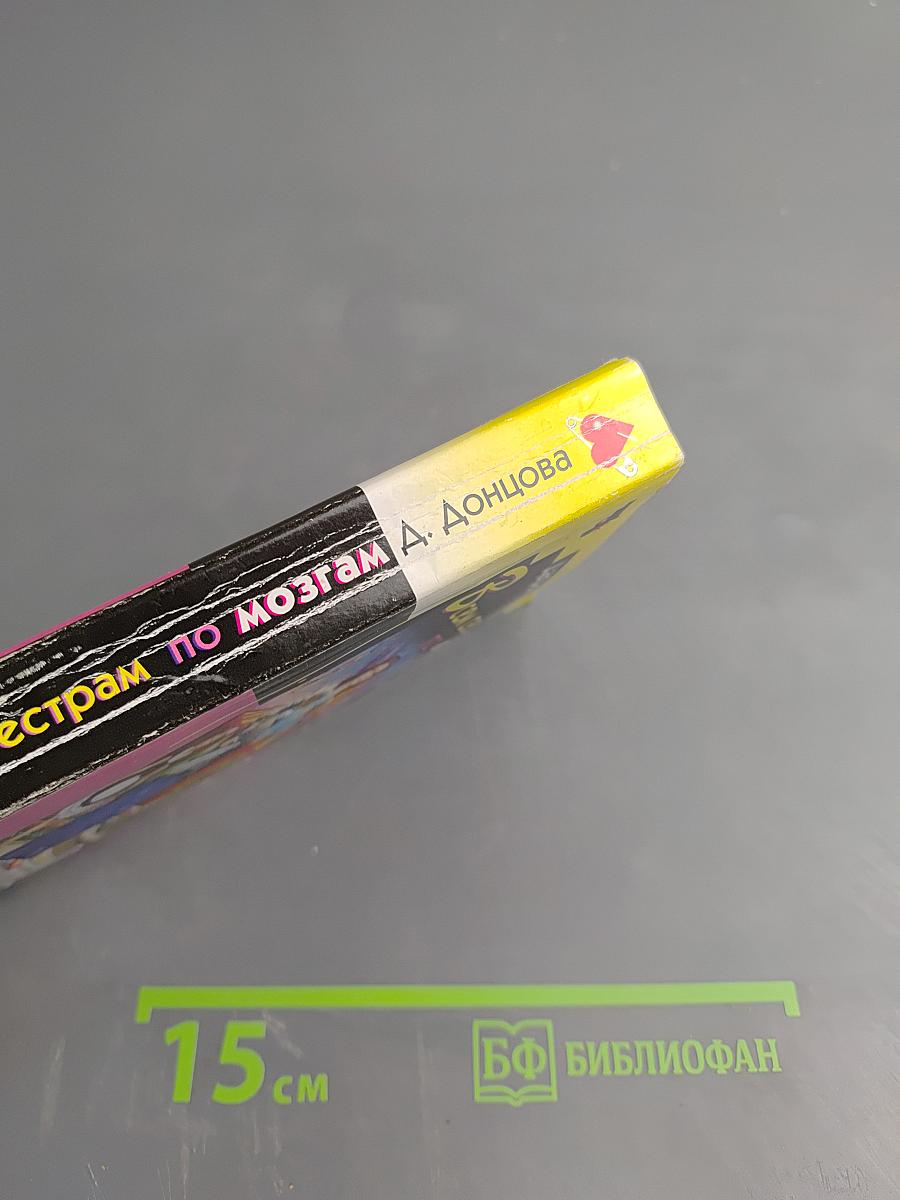 Д. Донцова
естрам по мозгам
15 см
БФ БИБЛИОФАН